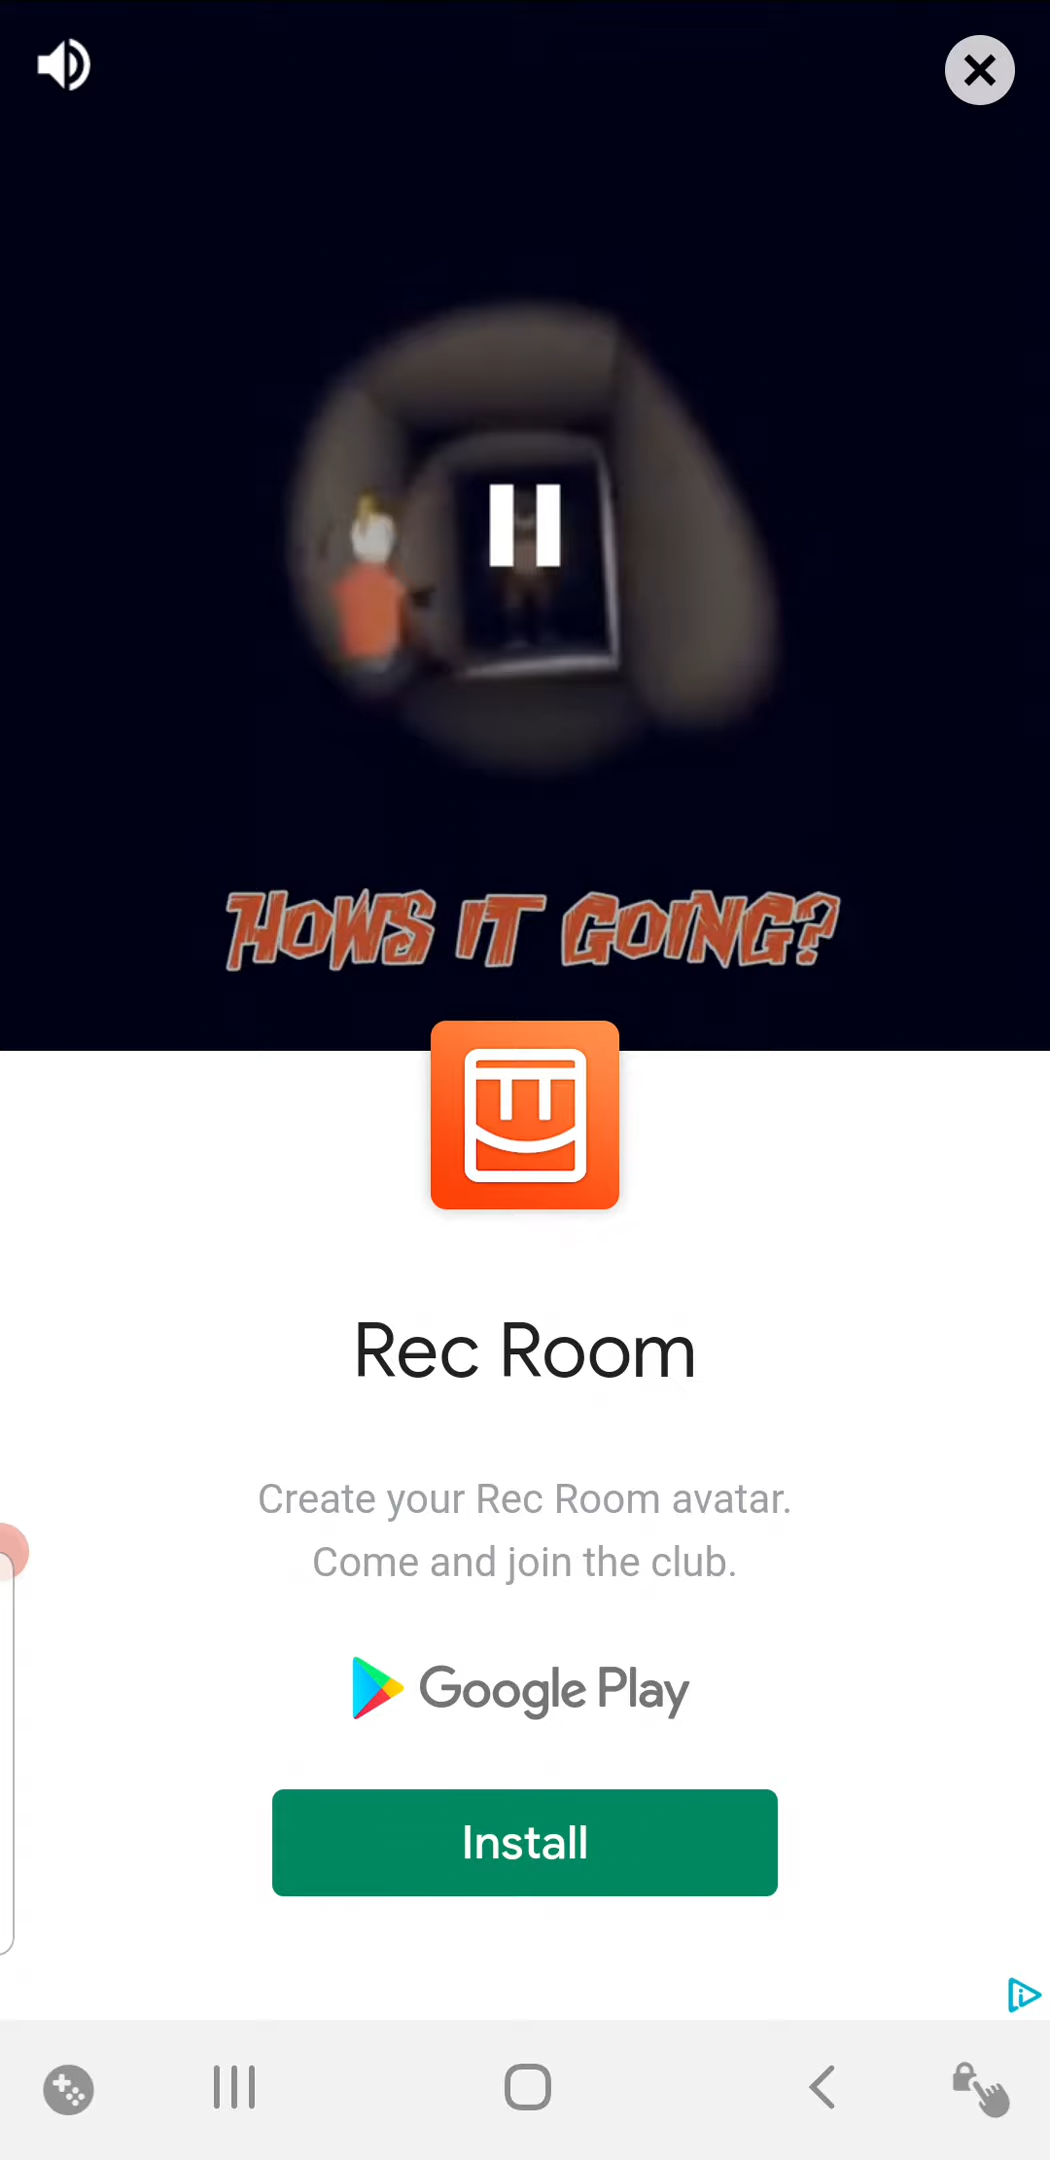 HOWS IT GOING?
Rec Room
Create your Rec Room avatar.
Come and join the club.
Google Play
Install